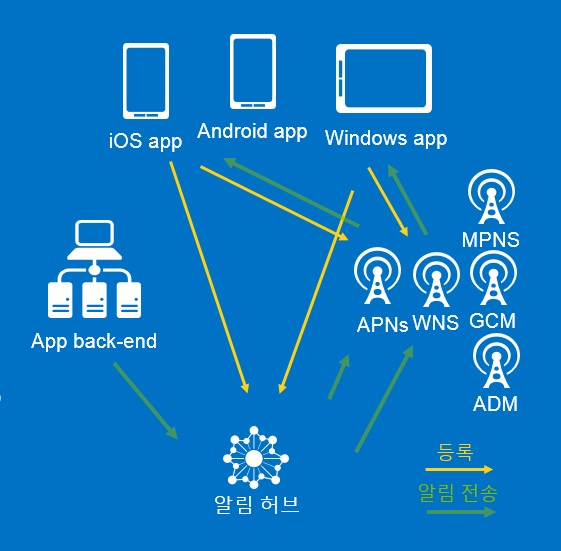 iOS app
Android app
Windows app
MPNS
App back-end
APNs
WNS
GCM
ADM
알림 허브
등록
알림 전송